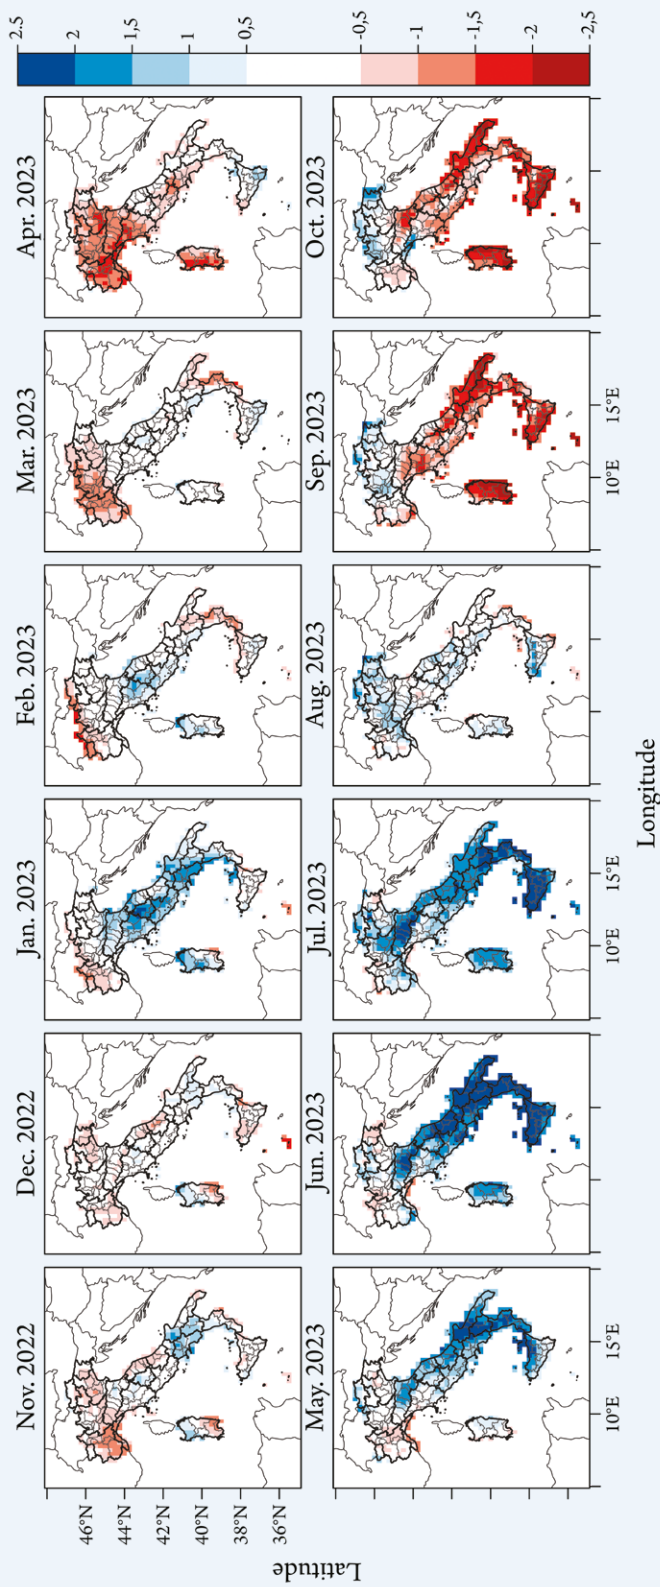 Nov. 2022
Dec. 2022
Jan. 2023
Feb. 2023
Mar. 2023
Apr. 2023
2.5
2
1,5
1
0,5
-0,5
-1
-1,5
-2
-2,5
46°N
44°N
42°N
40°N
38°N
36°N
Latitude
May. 2023
Jun. 2023
Jul. 2023
Aug. 2023
Sep. 2023
Oct. 2023
10°E
15°E
10°E
15°E
10°E
15°E
Longitude